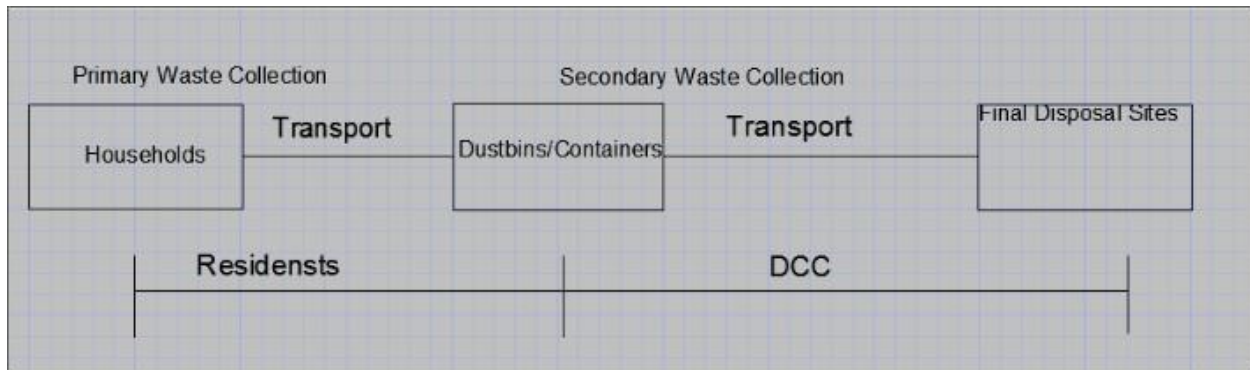 Primary Waste Collection
Secondary Waste Collection
Households
Transport
Dustbins/Containers
Transport
Final Disposal Sites
Residensts
DCC